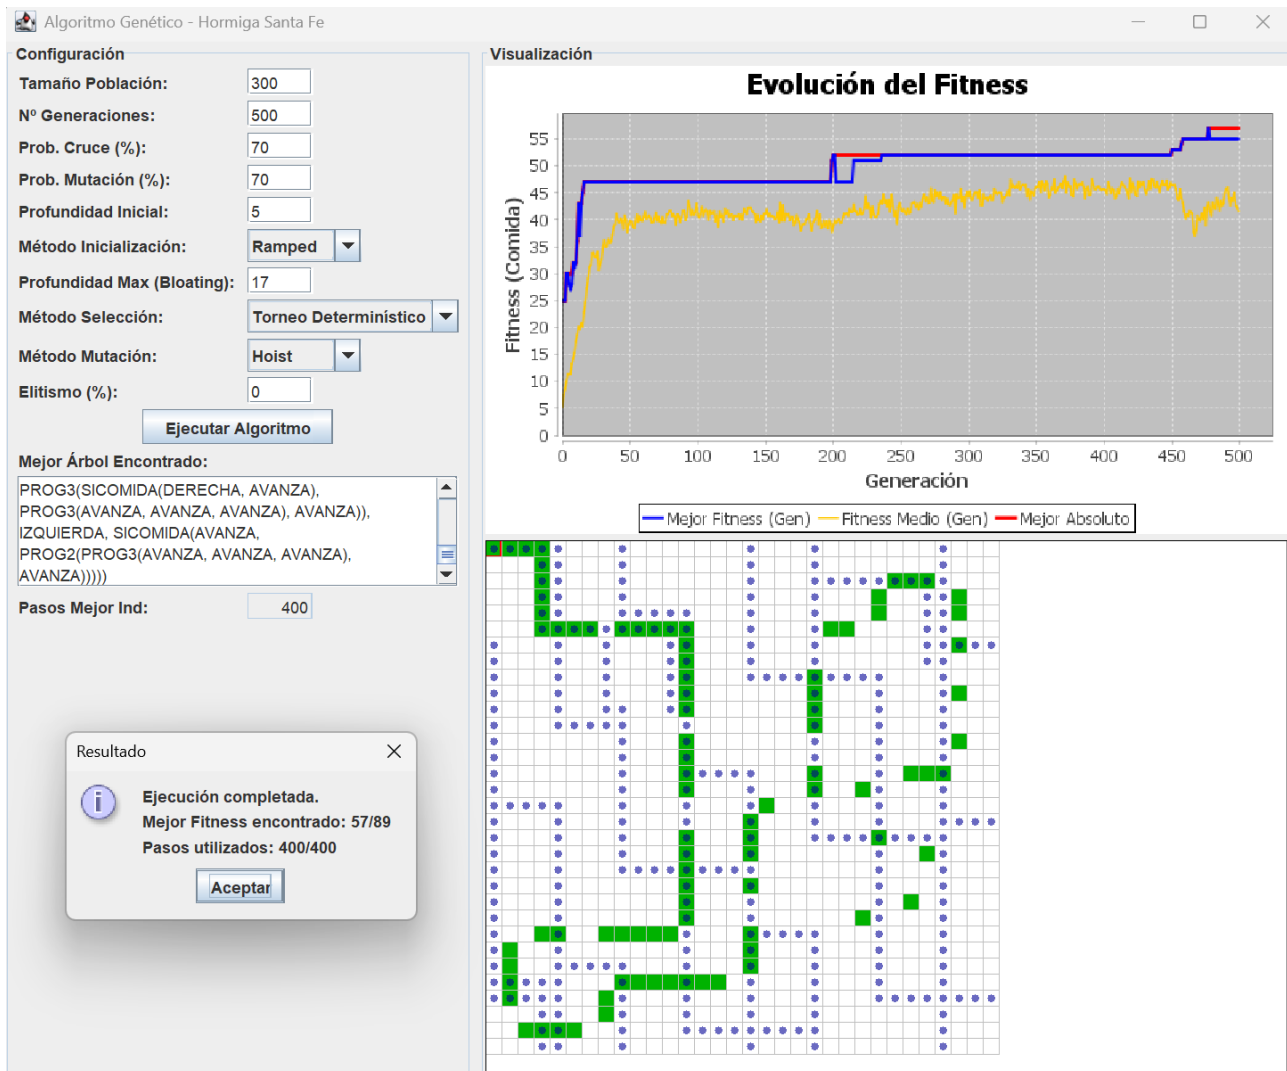 Algoritmo Genético - Hormiga Santa Fe
Configuración
Tamaño Población: 300
Nº Generaciones: 500
Prob. Cruce (%): 70
Prob. Mutación (%): 70
Profundidad Inicial: 5
Método Inicialización: Ramped
Profundidad Max (Bloating): 17
Método Selección: Torneo Determinístico
Método Mutación: Hoist
Elitismo (%): 0
Ejecutar Algoritmo
Mejor Árbol Encontrado:
PROG3(SICOMIDA(DERECHA, AVANZA),
PROG3(AVANZA, AVANZA, AVANZA), AVANZA)),
IZQUIERDA, SICOMIDA(AVANZA,
PROG2(PROG3(AVANZA, AVANZA, AVANZA),
AVANZA)))))
Pasos Mejor Ind: 400
Resultado
Ejecución completada.
Mejor Fitness encontrado: 57/89
Pasos utilizados: 400/400
Aceptar
Visualización
Evolución del Fitness
Fitness (Comida)
55
50
45
40
35
30
25
20
15
10
5
0
0 50 100 150 200 250 300 350 400 450 500
Generación
Mejor Fitness (Gen) Fitness Medio (Gen) Mejor Absoluto